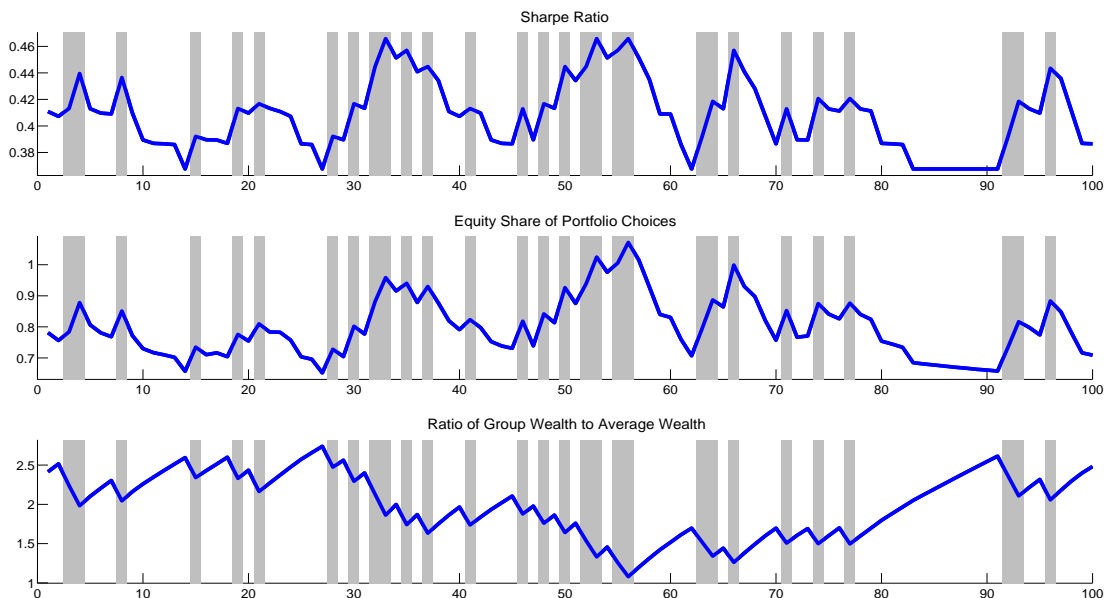 Sharpe Ratio
0.46
0.44
0.42
0.4
0.38
0 10 20 30 40 50 60 70 80 90 100
Equity Share of Portfolio Choices
1
0.9
0.8
0.7
0 10 20 30 40 50 60 70 80 90 100
Ratio of Group Wealth to Average Wealth
2.5
2
1.5
1
0 10 20 30 40 50 60 70 80 90 100